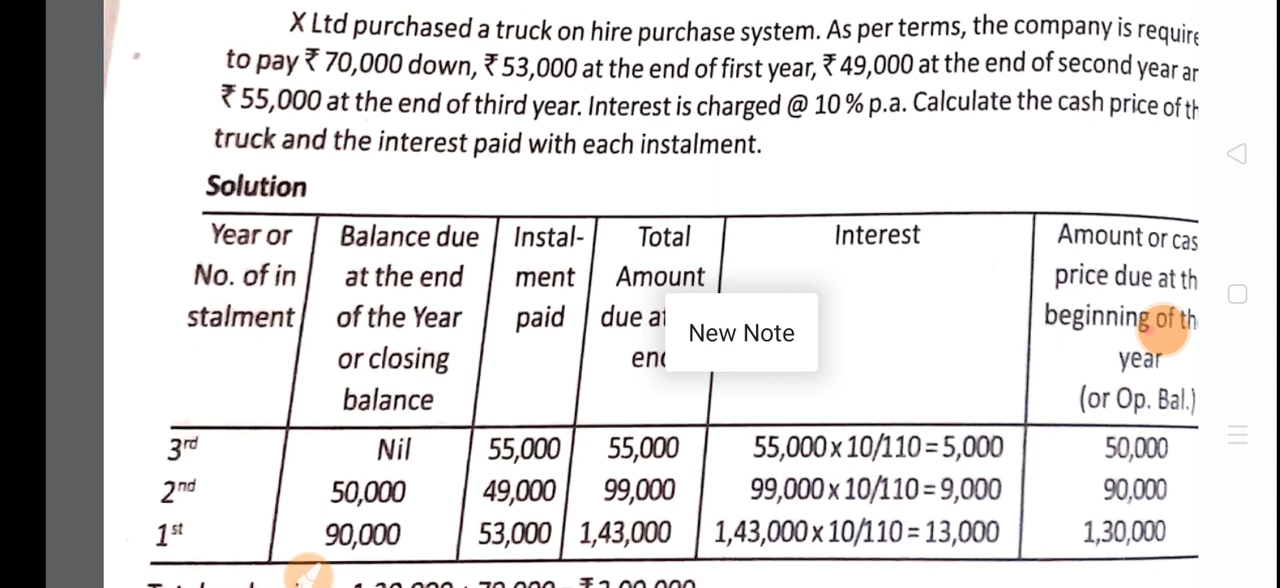 X Ltd purchased a truck on hire purchase system. As per terms, the company is require
to pay ₹ 70,000 down, ₹ 53,000 at the end of first year, ₹ 49,000 at the end of second year ar
₹ 55,000 at the end of third year. Interest is charged @ 10 % p.a. Calculate the cash price of th
truck and the interest paid with each instalment.
Solution
Year or Balance due Instal- Total Interest Amount or cas
No. of in at the end ment Amount price due at th
stalment of the Year paid due at beginning of th
New Note
or closing end year
balance (or Op. Bal.)
3rd Nil 55,000 55,000 55,000 x 10/110 = 5,000 50,000
2nd 50,000 49,000 99,000 99,000 x 10/110 = 9,000 90,000
1st 90,000 53,000 1,43,000 1,43,000 x 10/110 = 13,000 1,30,000